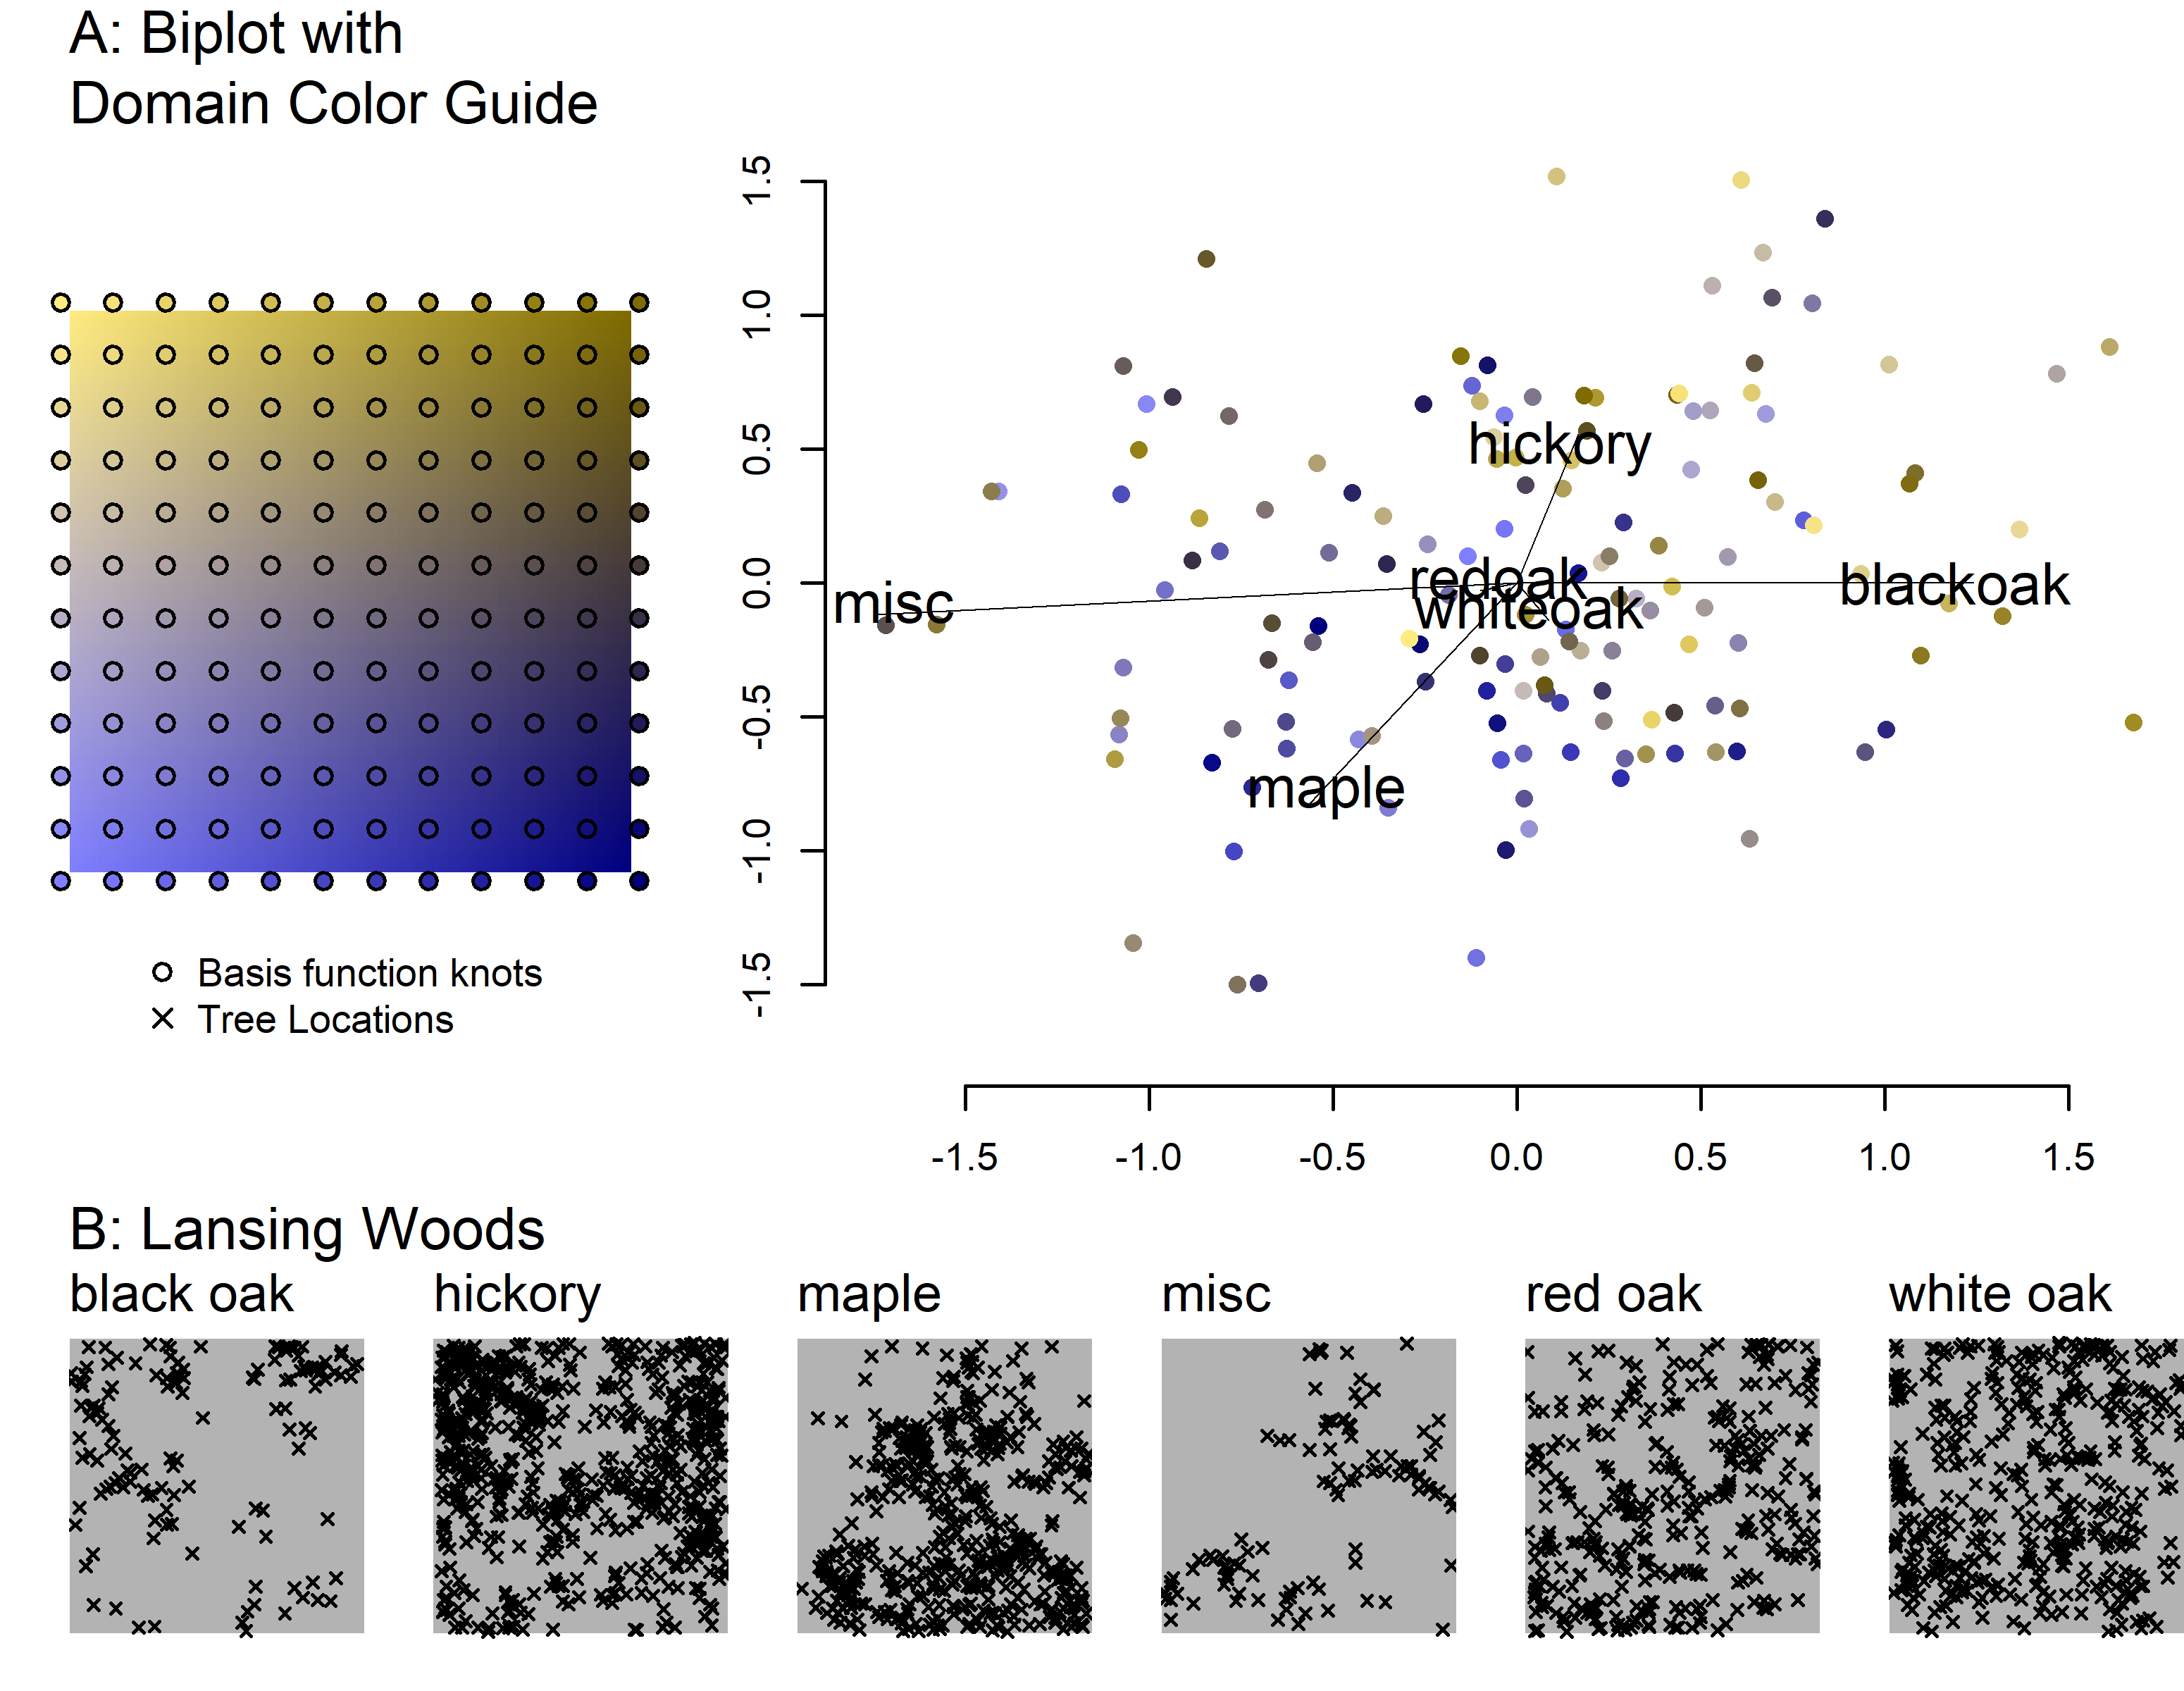 A: Biplot with
Domain Color Guide
1.5
1.0
0.5
0.0
-0.5
-1.0
-1.5
hickory
redoak
blackoak
misc
whiteoak
maple
Basis function knots
Tree Locations
-1.5 -1.0 -0.5 0.0 0.5 1.0 1.5
B: Lansing Woods
black oak hickory maple misc red oak white oak